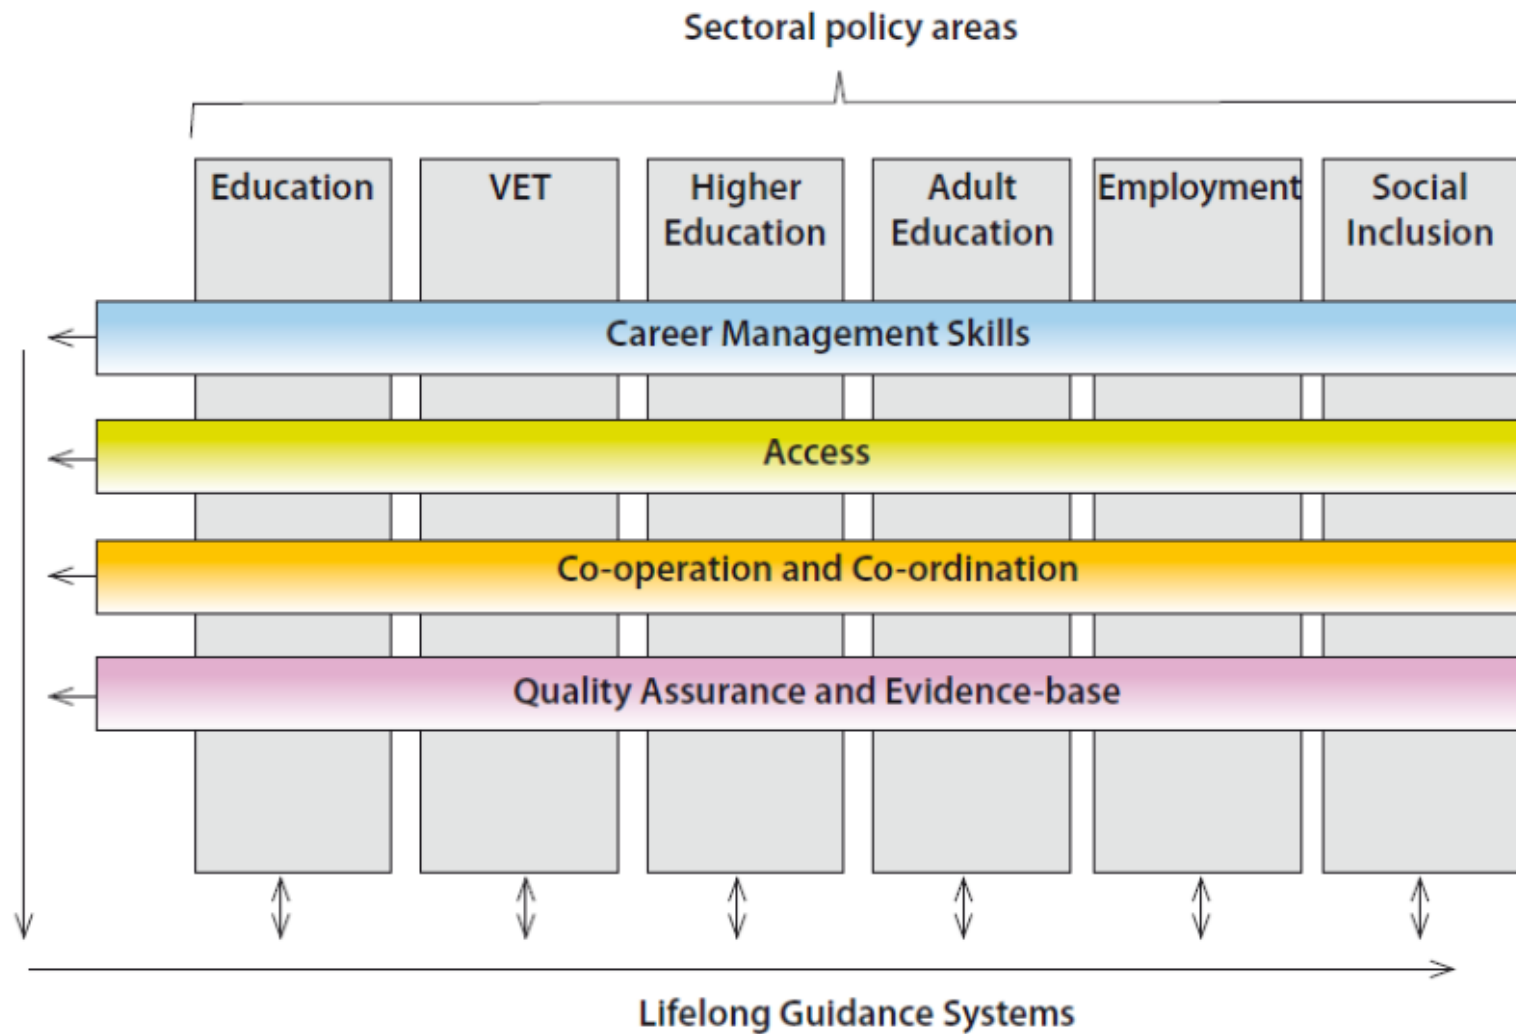 Sectoral policy areas
Education
VET
Higher
Education
Adult
Education
Employment
Social
Inclusion
Career Management Skills
Access
Co-operation and Co-ordination
Quality Assurance and Evidence-base
Lifelong Guidance Systems